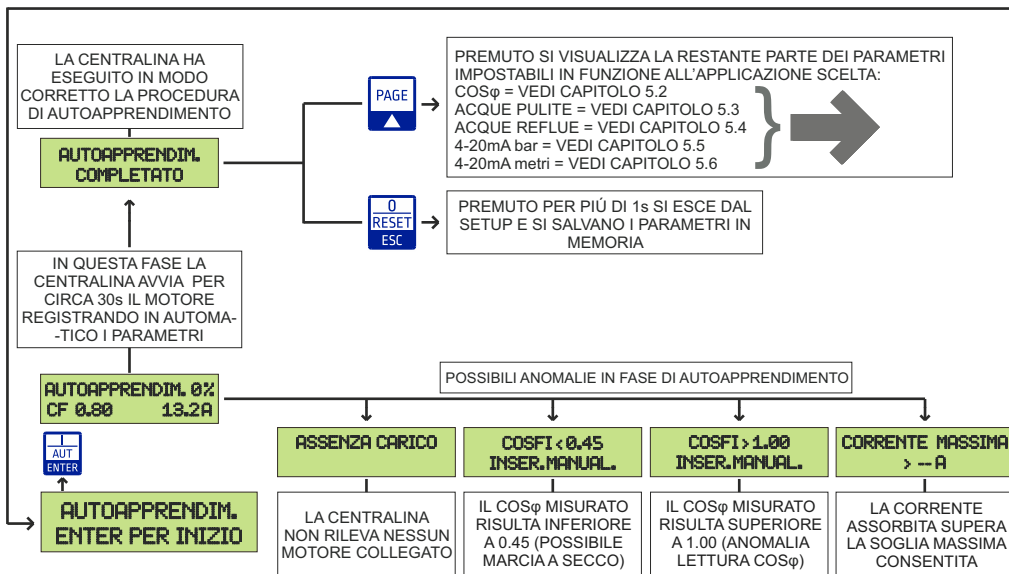 LA CENTRALINA HA
ESEGUITO IN MODO
CORRETTO LA PROCEDURA
DI AUTOAPPRENDIMENTO
AUTOAPPRENDIM.
COMPLETATO
PAGE
PREMUTO SI VISUALIZZA LA RESTANTE PARTE DEI PARAMETRI
IMPOSTABILI IN FUNZIONE ALL'APPLICAZIONE SCELTA:
COSφ = VEDI CAPITOLO 5.2
ACQUE PULITE = VEDI CAPITOLO 5.3
ACQUE REFLUE = VEDI CAPITOLO 5.4
4-20mA bar = VEDI CAPITOLO 5.5
4-20mA metri = VEDI CAPITOLO 5.6
0
RESET
ESC
PREMUTO PER PIÚ DI 1s SI ESCE DAL
SETUP E SI SALVANO I PARAMETRI IN
MEMORIA
IN QUESTA FASE LA
CENTRALINA AVVIA PER
CIRCA 30s IL MOTORE
REGISTRANDO IN AUTOMA-
-TICO I PARAMETRI
AUTOAPPRENDIM. 0%
CF 0.80 13.2A
I
AUT
ENTER
AUTOAPPRENDIM.
ENTER PER INIZIO
POSSIBILI ANOMALIE IN FASE DI AUTOAPPRENDIMENTO
ASSENZA CARICO
LA CENTRALINA
NON RILEVA NESSUN
MOTORE COLLEGATO
COSFI < 0.45
INSER.MANUAL.
IL COSφ MISURATO
RISULTA INFERIORE
A 0.45 (POSSIBILE
MARCIA A SECCO)
COSFI > 1.00
INSER.MANUAL.
IL COSφ MISURATO
RISULTA SUPERIORE
A 1.00 (ANOMALIA
LETTURA COSφ)
CORRENTE MASSIMA
> -- A
LA CORRENTE
ASSORBITA SUPERA
LA SOGLIA MASSIMA
CONSENTITA